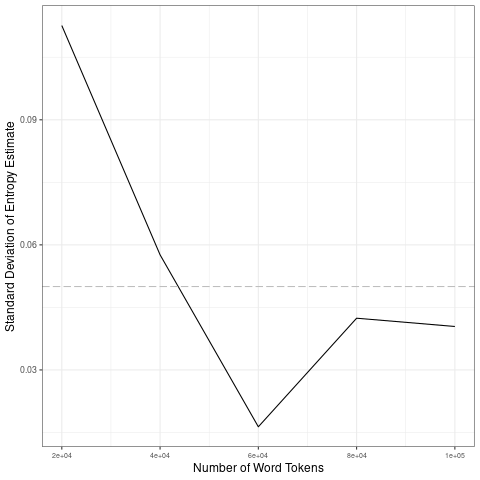 Standard Deviation of Entropy Estimate
0.09
0.06
0.03
2e+04 4e+04 6e+04 8e+04 1e+05
Number of Word Tokens